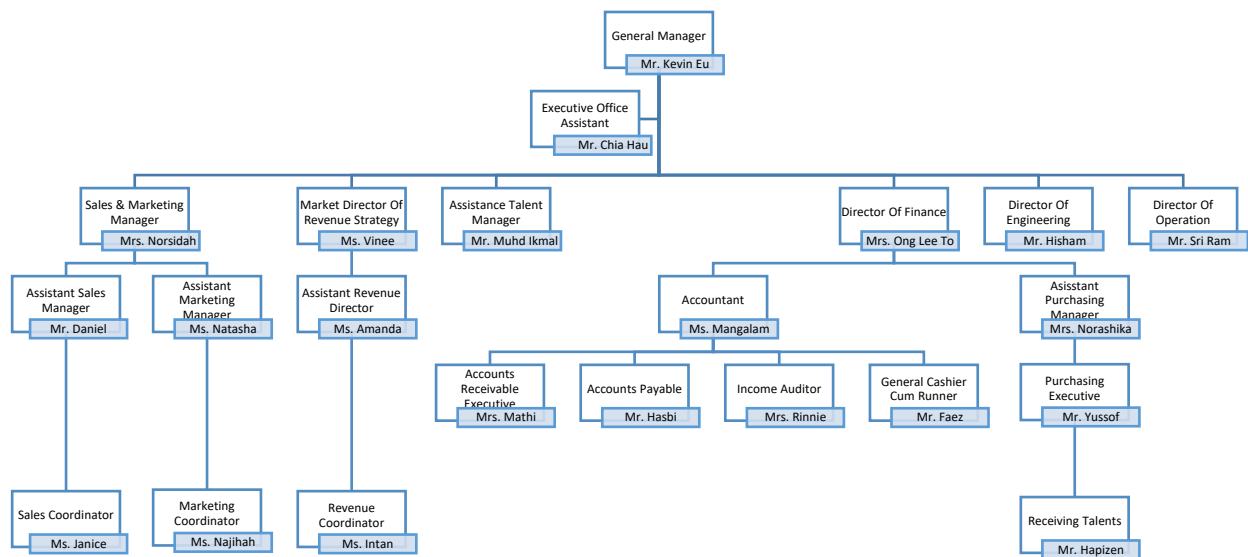 General Manager
Mr. Kevin Eu
Executive Office
Assistant
Mr. Chia Hau
Sales & Marketing
Manager
Mrs. Norsidah
Market Director Of
Revenue Strategy
Ms. Vinee
Assistance Talent
Manager
Mr. Muhd Ikmal
Director Of Finance
Mrs. Ong Lee To
Director Of
Engineering
Mr. Hisham
Director Of
Operation
Mr. Sri Ram
Assistant Sales
Manager
Mr. Daniel
Assistant
Marketing
Manager
Ms. Natasha
Assistant Revenue
Director
Ms. Amanda
Accountant
Ms. Mangalam
Asisstant
Purchasing
Manager
Mrs. Norashika
Accounts
Receivable
Executive
Mrs. Mathi
Accounts Payable
Mr. Hasbi
Income Auditor
Mrs. Rinnie
General Cashier
Cum Runner
Mr. Faez
Purchasing
Executive
Mr. Yussof
Sales Coordinator
Ms. Janice
Marketing
Coordinator
Ms. Najihah
Revenue
Coordinator
Ms. Intan
Receiving Talents
Mr. Hapizen